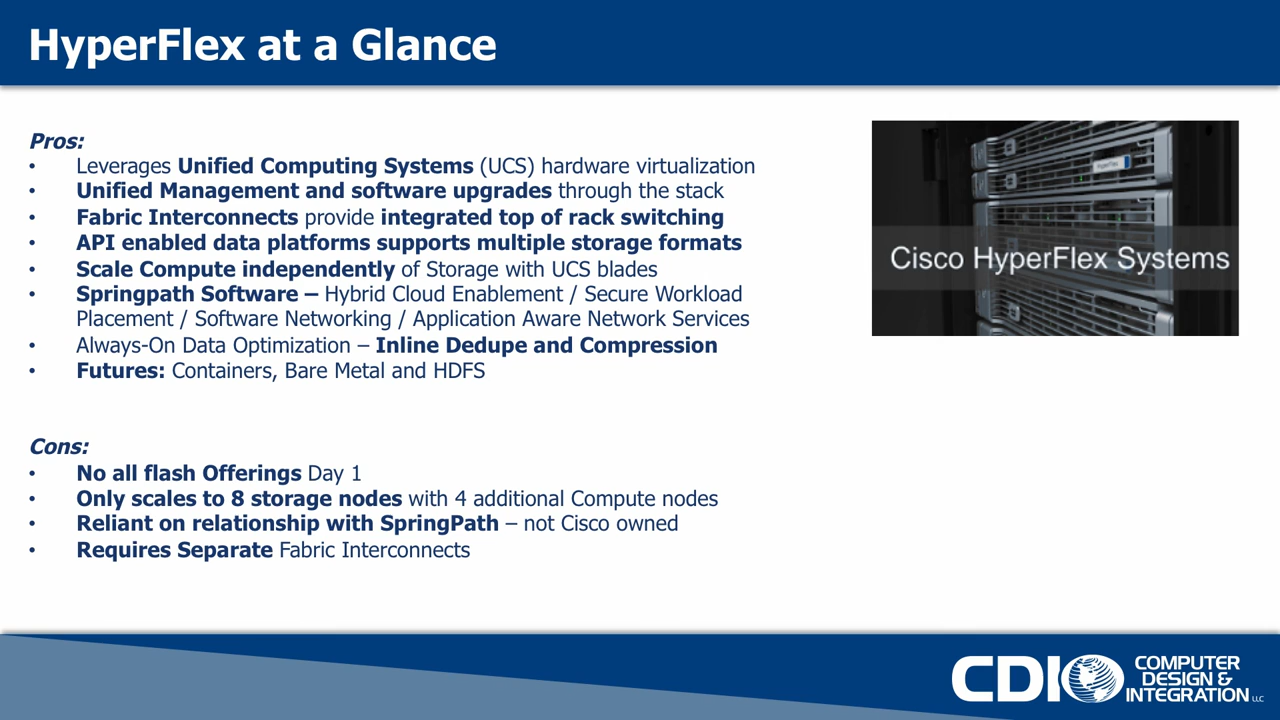 HyperFlex at a Glance
Pros:
• Leverages Unified Computing Systems (UCS) hardware virtualization
• Unified Management and software upgrades through the stack
• Fabric Interconnects provide integrated top of rack switching
• API enabled data platforms supports multiple storage formats
• Scale Compute independently of Storage with UCS blades
• Springpath Software – Hybrid Cloud Enablement / Secure Workload
Placement / Software Networking / Application Aware Network Services
• Always-On Data Optimization – Inline Dedupe and Compression
• Futures: Containers, Bare Metal and HDFS
HyperFlex
Cisco HyperFlex Systems
Cons:
• No all flash Offerings Day 1
• Only scales to 8 storage nodes with 4 additional Compute nodes
• Reliant on relationship with SpringPath – not Cisco owned
• Requires Separate Fabric Interconnects
CDI
COMPUTER
DESIGN &
INTEGRATION LLC